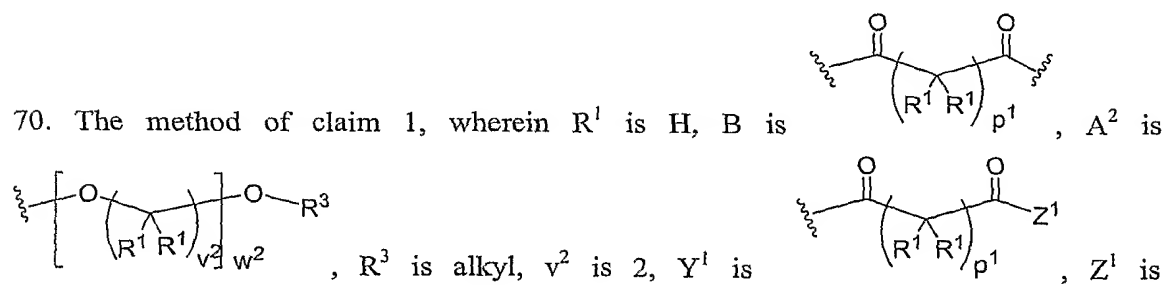 70. The method of claim 1, wherein R¹ is H, B is O O R¹ R¹ p¹ , A² is
O R¹ R¹ v² w² O R³ , R³ is alkyl, v² is 2, Y¹ is O O R¹ R¹ p¹ Z¹ , Z¹ is